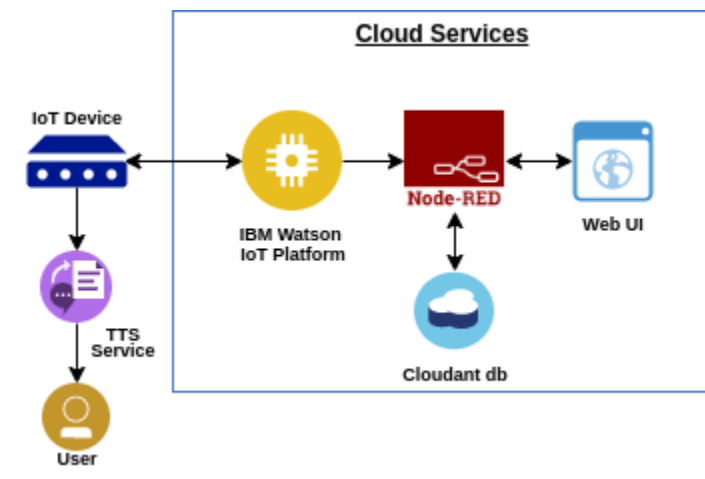 Cloud Services
IoT Device
IBM Watson
IoT Platform
Node-RED
Web UI
TTS
Service
Cloudant db
User